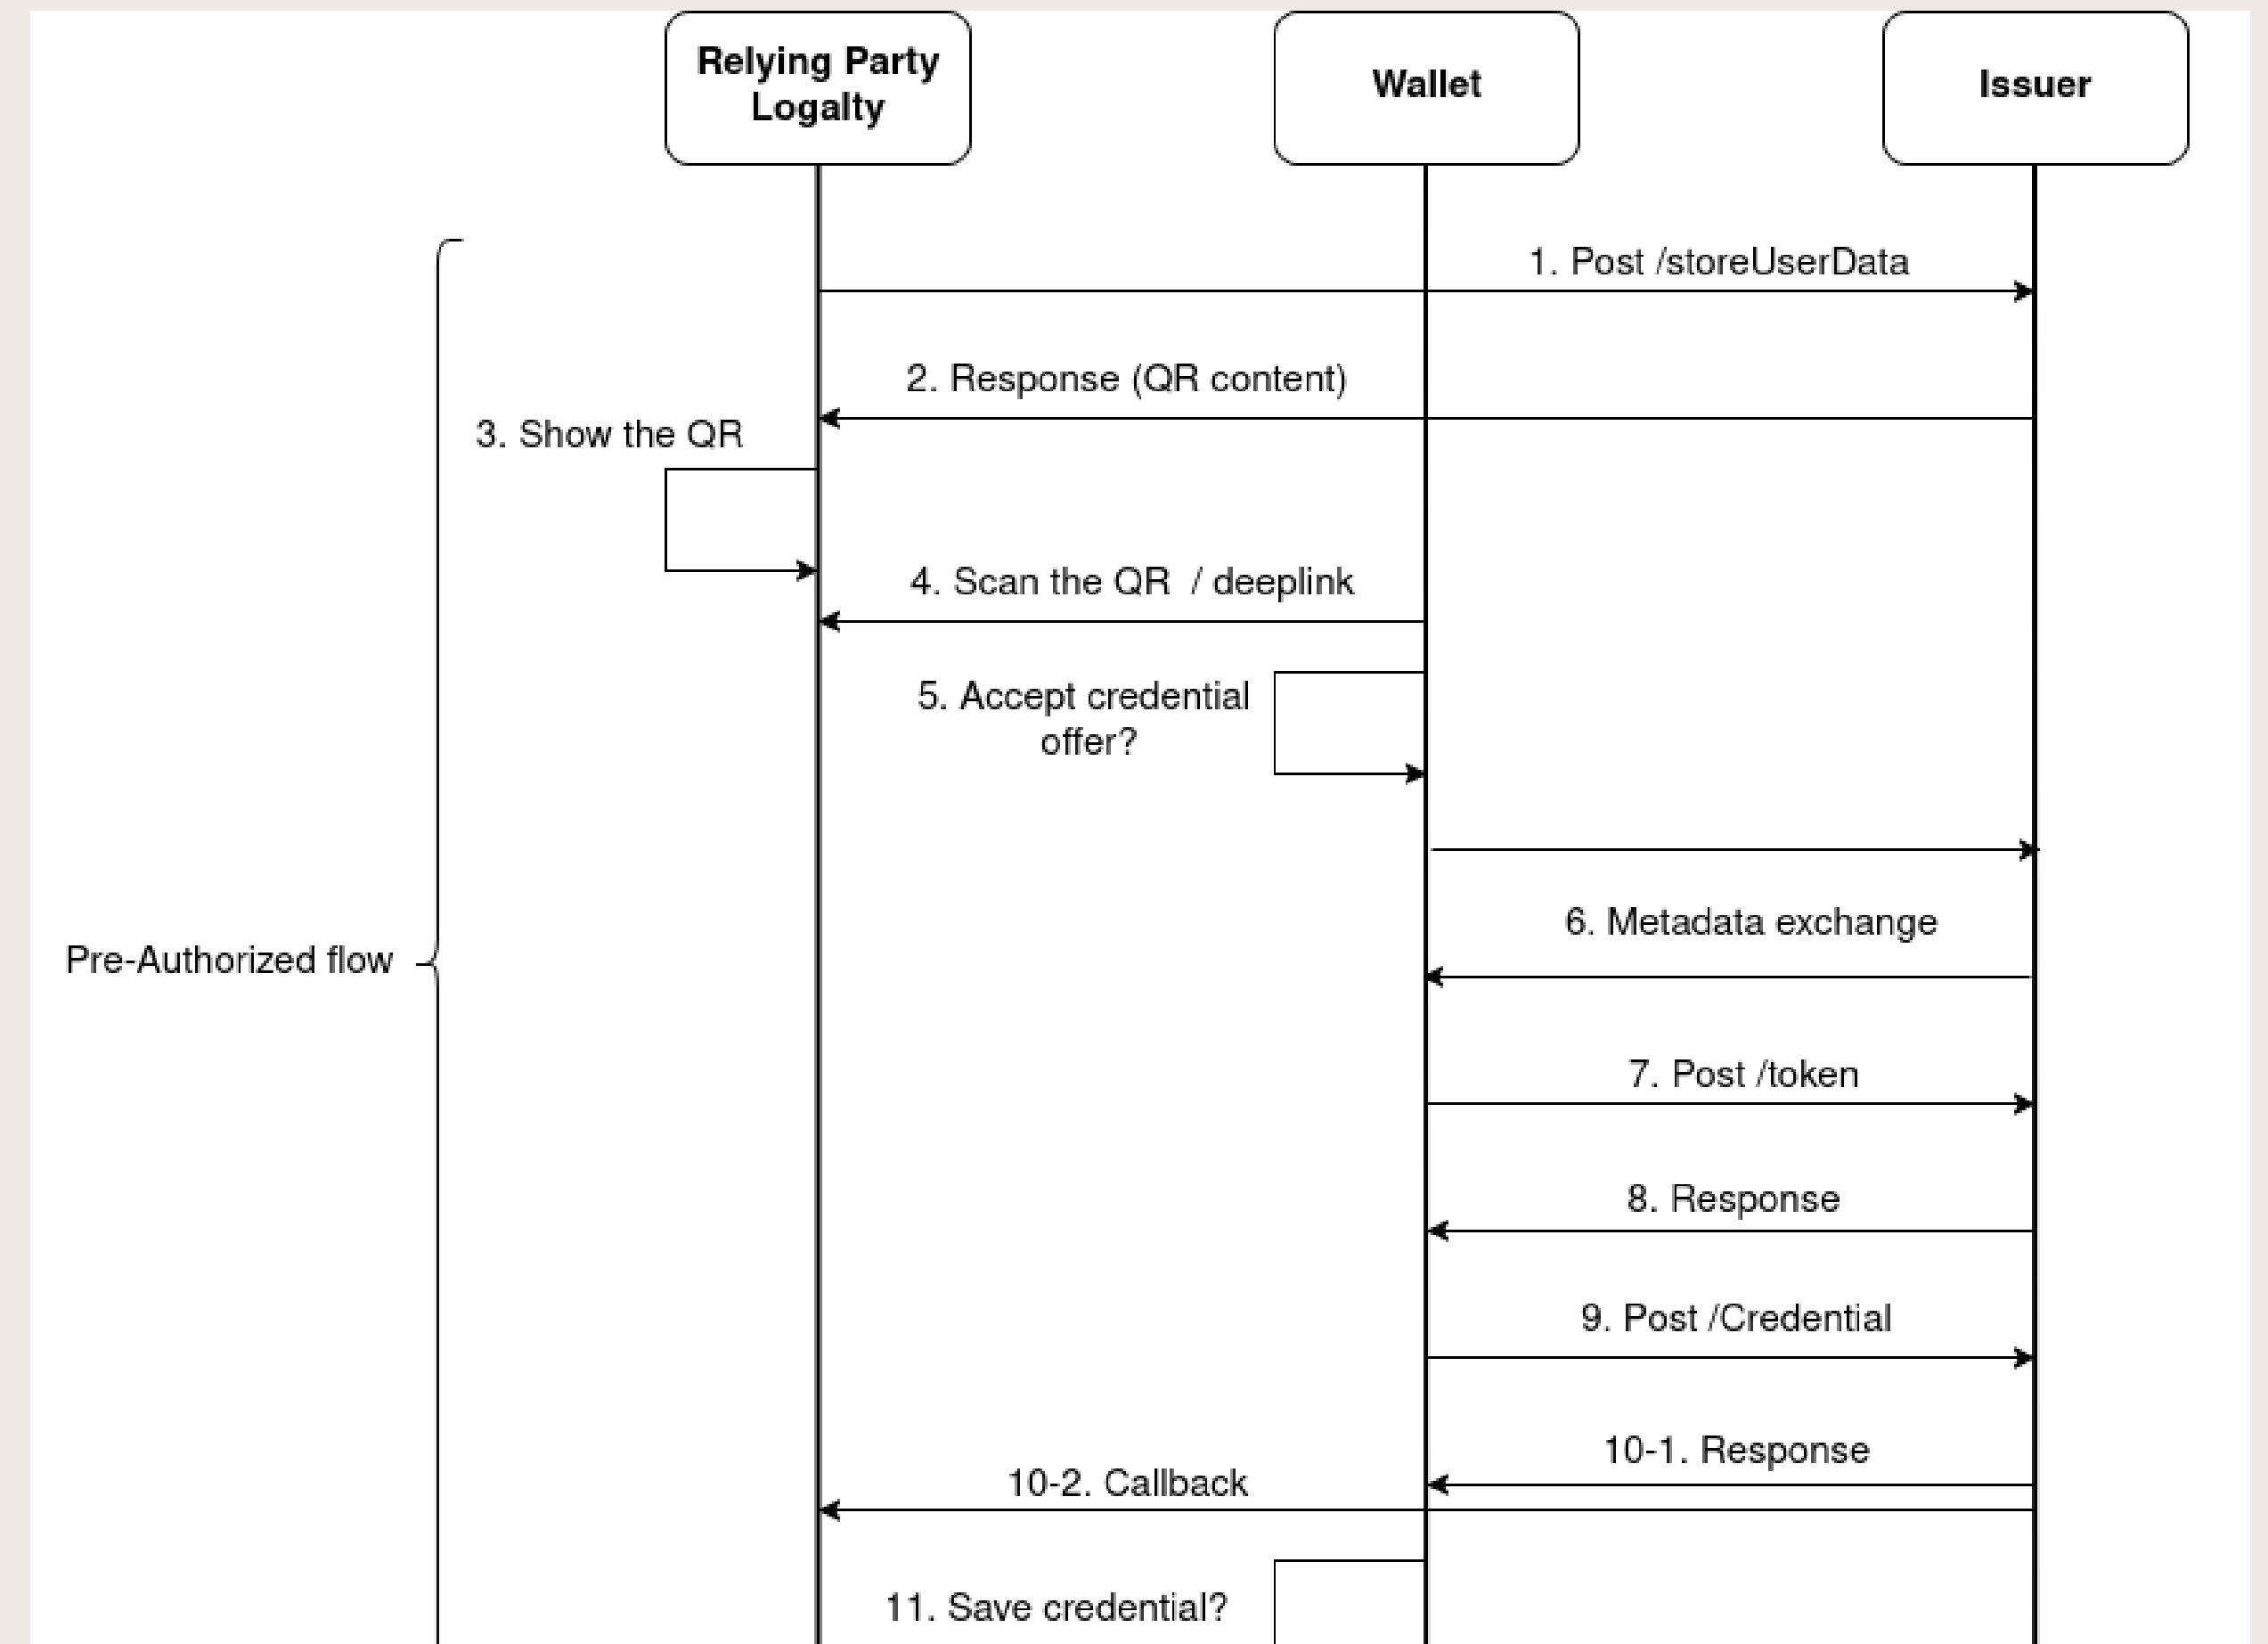 Relying Party
Logalty
Wallet
Issuer
1. Post /storeUserData
2. Response (QR content)
3. Show the QR
4. Scan the QR / deeplink
5. Accept credential
offer?
6. Metadata exchange
Pre-Authorized flow
7. Post /token
8. Response
9. Post /Credential
10-1. Response
10-2. Callback
11. Save credential?